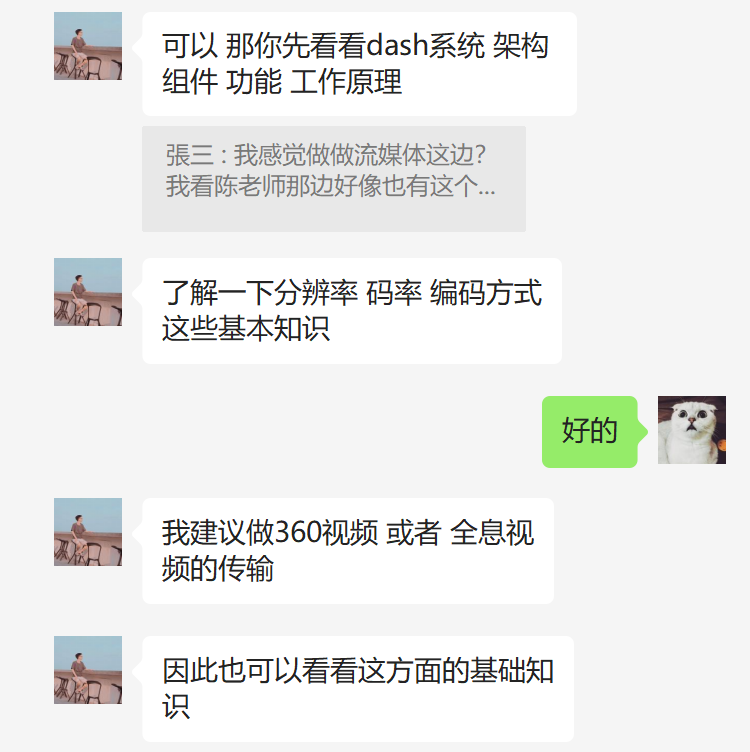 可以 那你先看看dash系统 架构
组件 功能 工作原理
張三 : 我感觉做做流媒体这边？
我看陈老师那边好像也有这个...
了解一下分辨率 码率 编码方式
这些基本知识
好的
我建议做360视频 或者 全息视
频的传输
因此也可以看看这方面的基础知
识